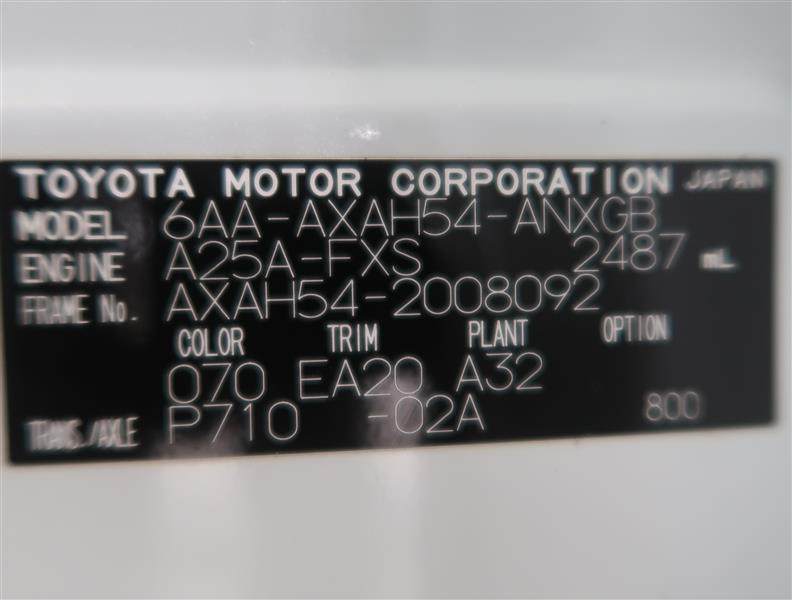 TOYOTA MOTOR CORPORATION JAPAN
MODEL 6AA-AXAH54-ANXGB
ENGINE A25A-FXS 2487 mL
FRAME No. AXAH54-2008092
COLOR TRIM PLANT OPTION
070 EA20 A32
TRANS./AXLE P710 -02A 800